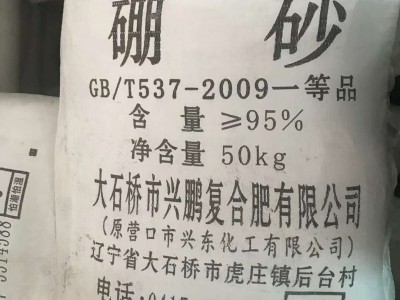 硼 砂
GB/T537-2009一等品
含 量 ≥95%
净含量 50kg
大石桥市兴鹏复合肥有限公司
(原营口市兴东化工有限公司)
辽宁省大石桥市虎庄镇后台村
电话: